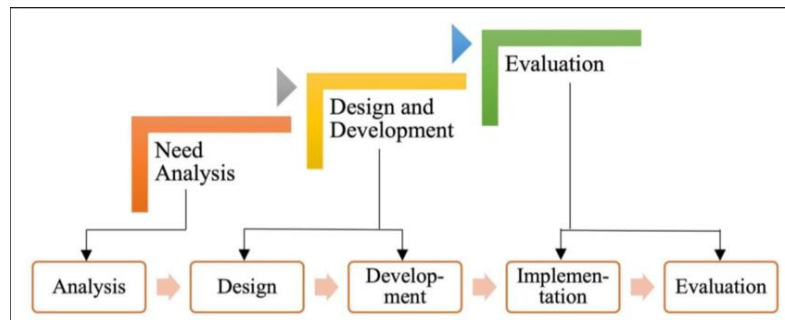 Evaluation
Design and
Development
Need
Analysis
Analysis
Design
Develop-
ment
Implemen-
tation
Evaluation